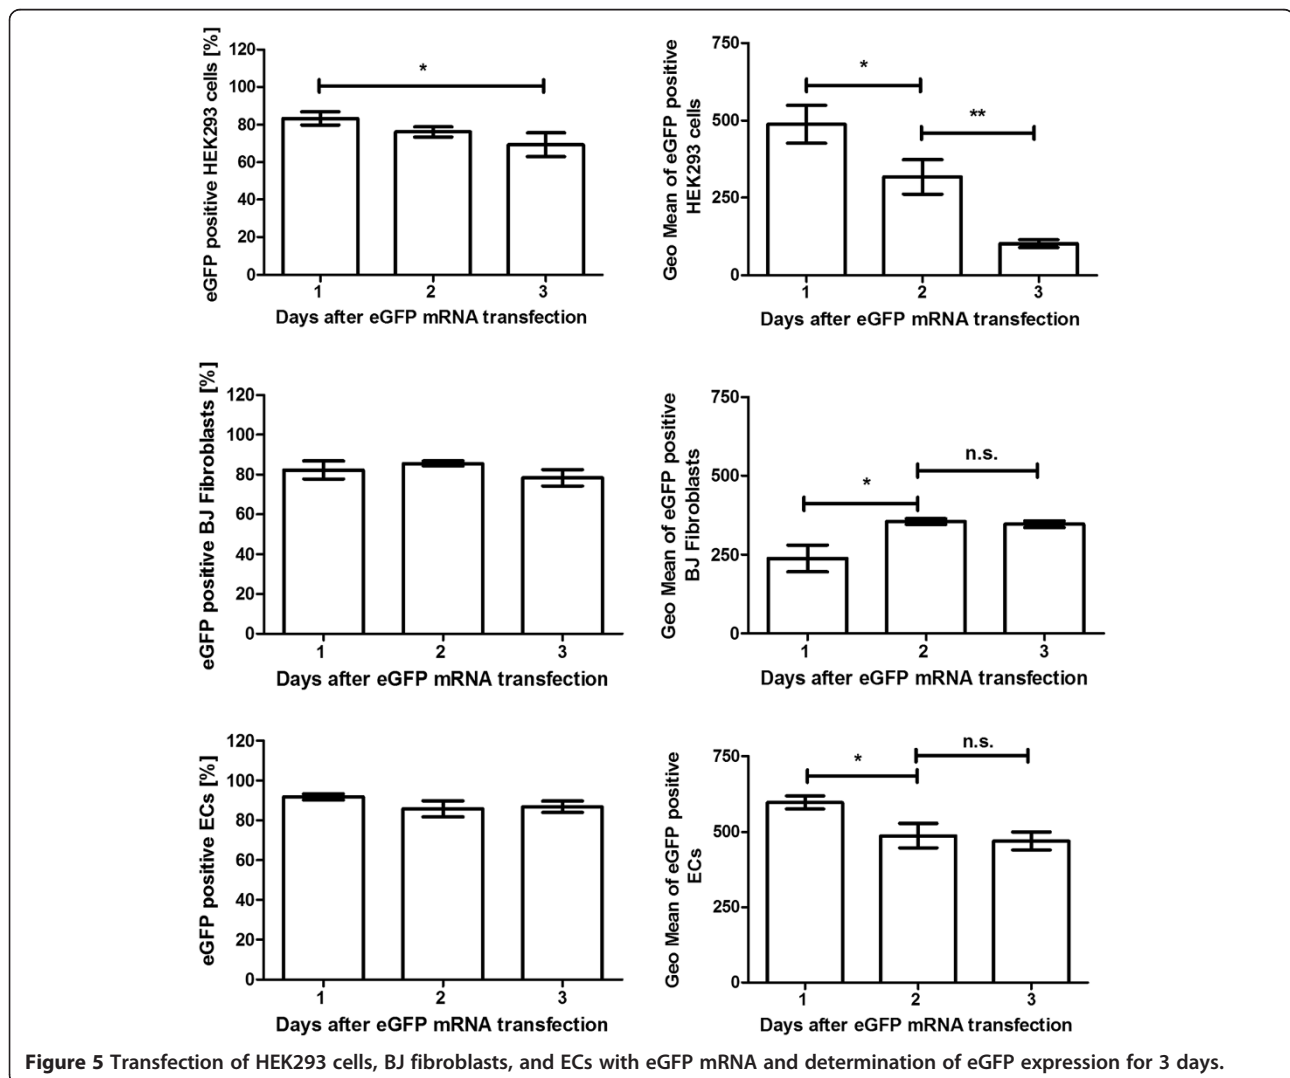 eGFP positive HEK293 cells [%]
120
100
80
60
40
20
0
*
1 2 3
Days after eGFP mRNA transfection
Geo Mean of eGFP positive
HEK293 cells
750
500
250
0
*
**
1 2 3
Days after eGFP mRNA transfection
eGFP positive BJ Fibroblasts [%]
120
100
80
60
40
20
0
1 2 3
Days after eGFP mRNA transfection
Geo Mean of eGFP positive
BJ Fibroblasts
750
500
250
0
*
n.s.
1 2 3
Days after eGFP mRNA transfection
eGFP positive ECs [%]
120
100
80
60
40
20
0
1 2 3
Days after eGFP mRNA transfection
Geo Mean of eGFP positive
ECs
750
500
250
0
*
n.s.
1 2 3
Days after eGFP mRNA transfection
Figure 5 Transfection of HEK293 cells, BJ fibroblasts, and ECs with eGFP mRNA and determination of eGFP expression for 3 days.